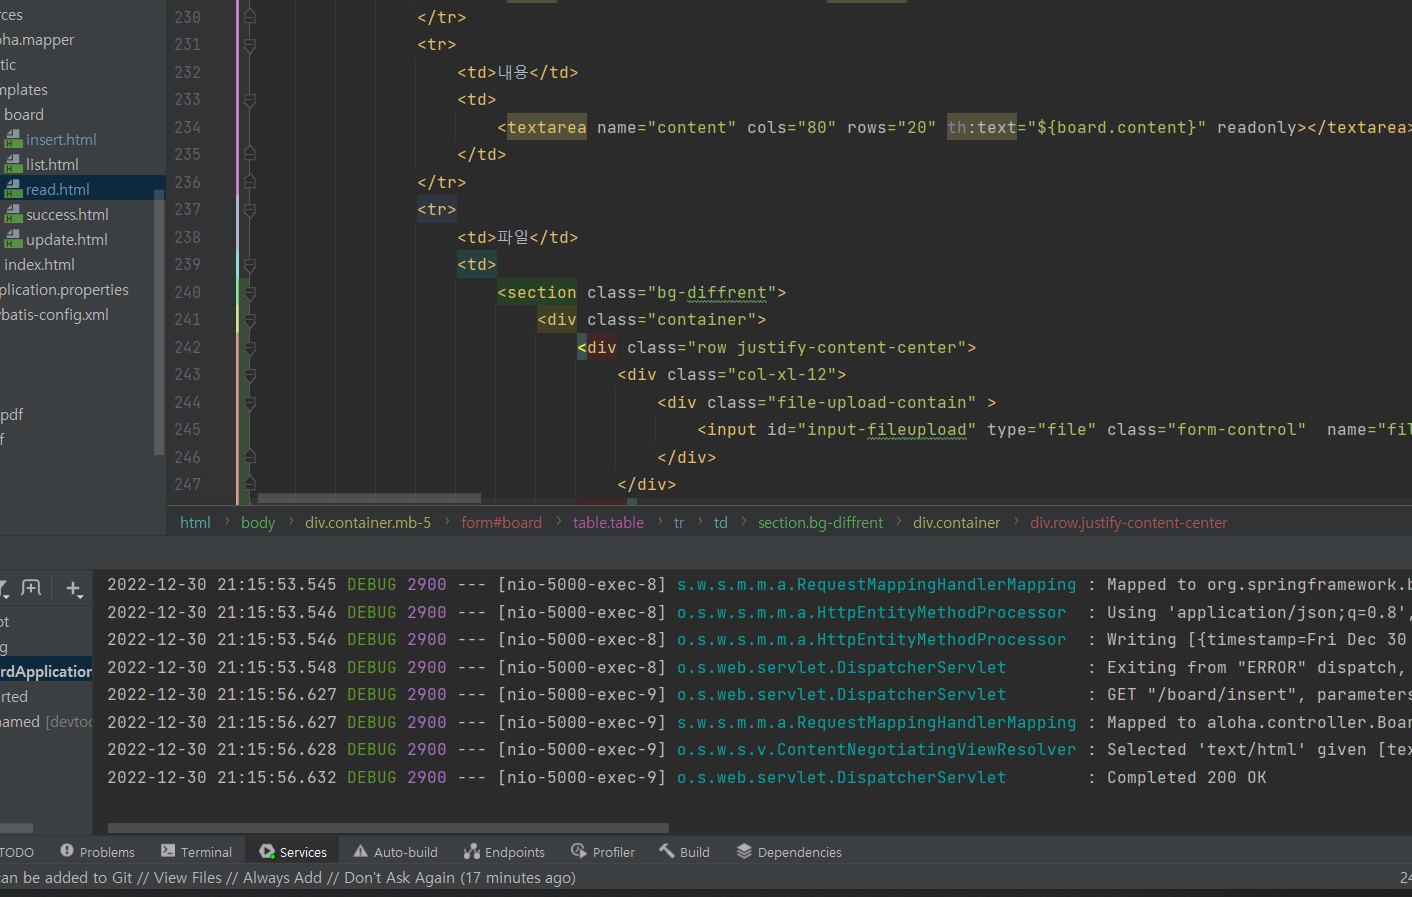 rces
oha.mapper
tic
mplates
board
insert.html
list.html
read.html
success.html
update.html
index.html
plication.properties
batis-config.xml
pdf
f
230 </tr>
231 <tr>
232 <td>내용</td>
233 <td>
234 <textarea name="content" cols="80" rows="20" th:text="${board.content}" readonly></textarea>
235 </td>
236 </tr>
237 <tr>
238 <td>파일</td>
239 <td>
240 <section class="bg-diffrent">
241 <div class="container">
242 <div class="row justify-content-center">
243 <div class="col-xl-12">
244 <div class="file-upload-contain" >
245 <input id="input-fileupload" type="file" class="form-control"  name="fil
246 </div>
247 </div>
html › body › div.container.mb-5 › form#board › table.table › tr › td › section.bg-diffrent › div.container › div.row.justify-content-center
ot
g
rdApplication
rted
named [devtoo
2022-12-30 21:15:53.545 DEBUG 2900 --- [nio-5000-exec-8] s.w.s.m.m.a.RequestMappingHandlerMapping : Mapped to org.springframework.b
2022-12-30 21:15:53.546 DEBUG 2900 --- [nio-5000-exec-8] o.s.w.s.m.m.a.HttpEntityMethodProcessor : Using 'application/json;q=0.8',
2022-12-30 21:15:53.546 DEBUG 2900 --- [nio-5000-exec-8] o.s.w.s.m.m.a.HttpEntityMethodProcessor : Writing [{timestamp=Fri Dec 30
2022-12-30 21:15:53.548 DEBUG 2900 --- [nio-5000-exec-8] o.s.web.servlet.DispatcherServlet : Exiting from "ERROR" dispatch,
2022-12-30 21:15:56.627 DEBUG 2900 --- [nio-5000-exec-9] o.s.web.servlet.DispatcherServlet : GET "/board/insert", parameters
2022-12-30 21:15:56.627 DEBUG 2900 --- [nio-5000-exec-9] s.w.s.m.m.a.RequestMappingHandlerMapping : Mapped to aloha.controller.Boar
2022-12-30 21:15:56.628 DEBUG 2900 --- [nio-5000-exec-9] o.s.w.s.v.ContentNegotiatingViewResolver : Selected 'text/html' given [tex
2022-12-30 21:15:56.632 DEBUG 2900 --- [nio-5000-exec-9] o.s.web.servlet.DispatcherServlet : Completed 200 OK
TODO Problems Terminal Services Auto-build Endpoints Profiler Build Dependencies
can be added to Git // View Files // Always Add // Don't Ask Again (17 minutes ago) 24